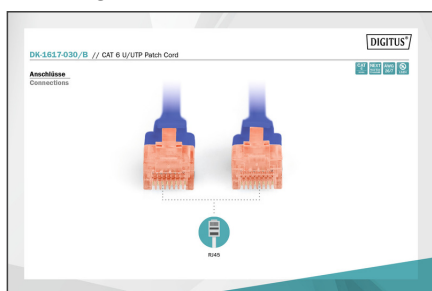 DIGITUS®
DK-1617-030/B // CAT 6 U/UTP Patch Cord
Anschlüsse
Connections
RJ45